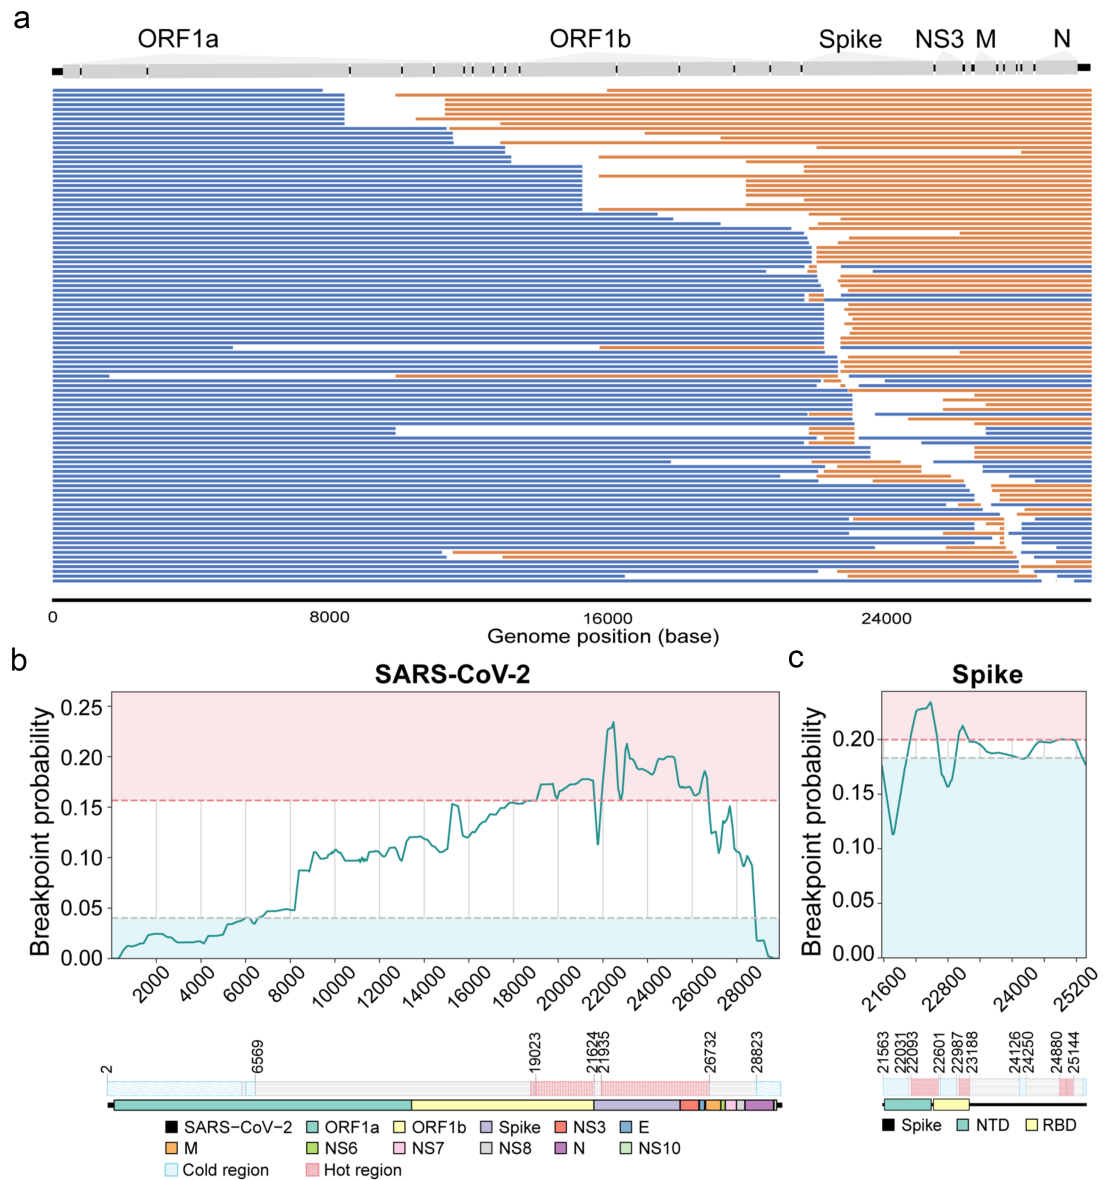 a
ORF1a ORF1b Spike NS3 M N
0 8000 16000 24000
Genome position (base)
b
SARS-CoV-2
Breakpoint probability
0.25
0.20
0.15
0.10
0.05
0.00
2000 4000 6000 8000 10000 12000 14000 16000 18000 20000 22000 24000 26000 28000
2 6569 19023 21624 21935 26732 28823
SARS-CoV-2 ORF1a ORF1b Spike NS3 E
M NS6 NS7 NS8 N NS10
Cold region Hot region
c
Spike
Breakpoint probability
0.20
0.15
0.10
0.05
0.00
21600 22800 24000 25200
21563 22031 22093 22601 22987 23188 24126 24250 24880 25144
Spike NTD RBD